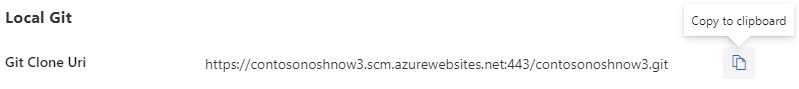 Local Git
Copy to clipboard
Git Clone Uri
https://contosonoshnow3.scm.azurewebsites.net:443/contosonoshnow3.git